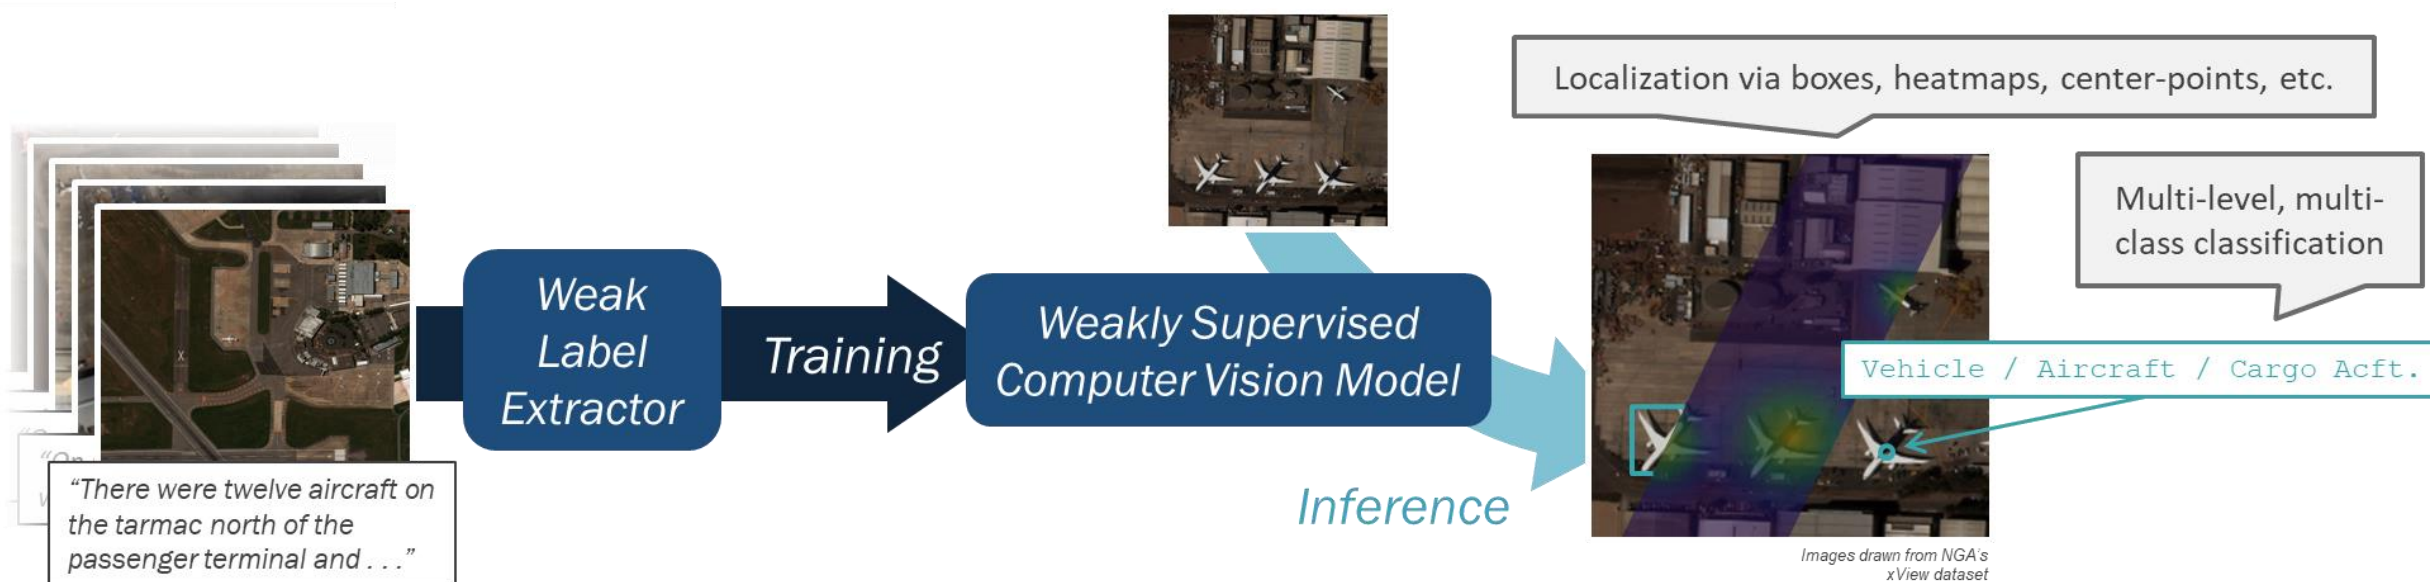 Localization via boxes, heatmaps, center-points, etc.
Multi-level, multi-
class classification
Weak
Label
Extractor
Training
Weakly Supervised
Computer Vision Model
Vehicle / Aircraft / Cargo Acft.
"There were twelve aircraft on
the tarmac north of the
passenger terminal and . . ."
Inference
Images drawn from NGA's
xView dataset